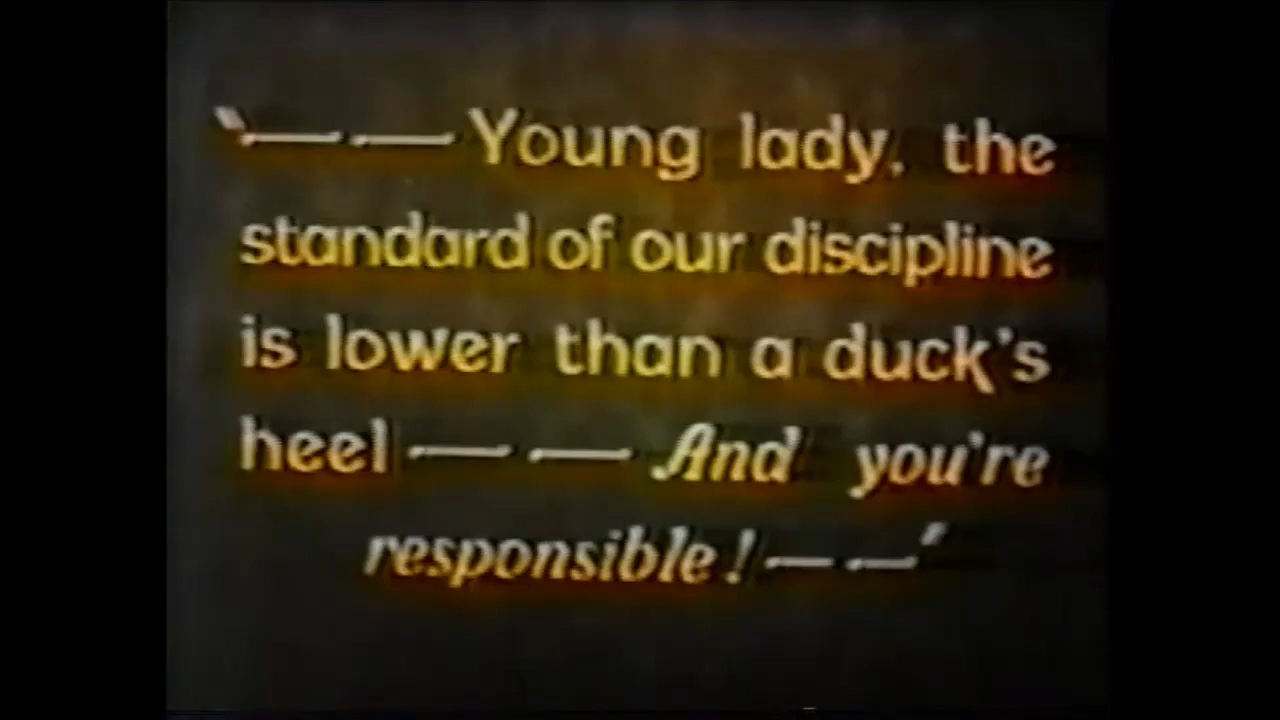 "— — Young lady, the
standard of our discipline
is lower than a duck's
heel — — And you're
responsible! — —"